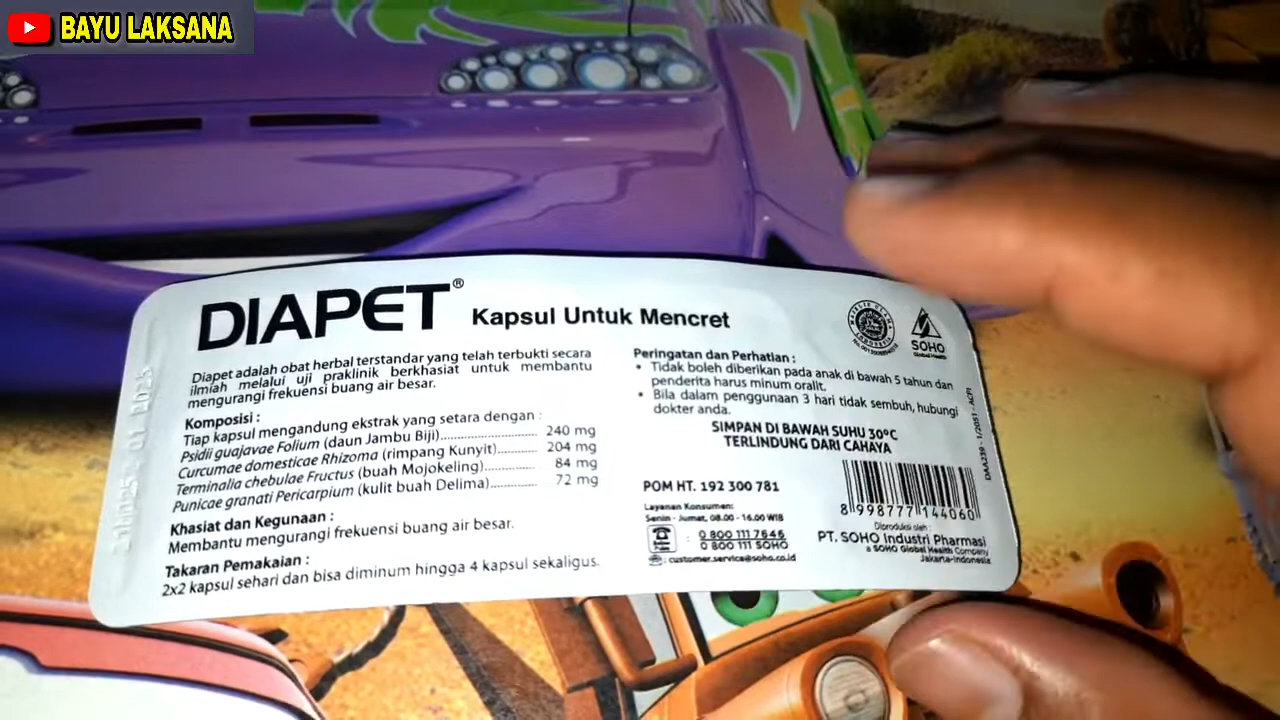 BAYU LAKSANA
DIAPET® Kapsul Untuk Mencret
Diapet adalah obat herbal terstandar yang telah terbukti secara
ilmiah melalui uji praklinik berkhasiat untuk membantu
mengurangi frekuensi buang air besar.
Komposisi :
Tiap kapsul mengandung ekstrak yang setara dengan :
Psidii guajavae Folium (daun Jambu Biji)........................ 240 mg
Curcumae domesticae Rhizoma (rimpang Kunyit).......... 204 mg
Terminalia chebulae Fructus (buah Mojokeling)............. 84 mg
Punicae granati Pericarpium (kulit buah Delima)............ 72 mg
Khasiat dan Kegunaan :
Membantu mengurangi frekuensi buang air besar.
Takaran Pemakaian :
2x2 kapsul sehari dan bisa diminum hingga 4 kapsul sekaligus.
SOHO
Global Health
Peringatan dan Perhatian :
• Tidak boleh diberikan pada anak di bawah 5 tahun dan
penderita harus minum oralit.
• Bila dalam penggunaan 3 hari tidak sembuh, hubungi
dokter anda.
SIMPAN DI BAWAH SUHU 30°C
TERLINDUNG DARI CAHAYA
POM HT. 192 300 781
Layanan Konsumen:
Senin - Jumat, 08.00 - 16.00 WIB
: 0 800 111 7646
0 800 111 SOHO
: customer.service@soho.co.id
8 998777 144060
Diproduksi oleh :
PT. SOHO Industri Pharmasi
a SOHO Global Health Company
Jakarta-Indonesia